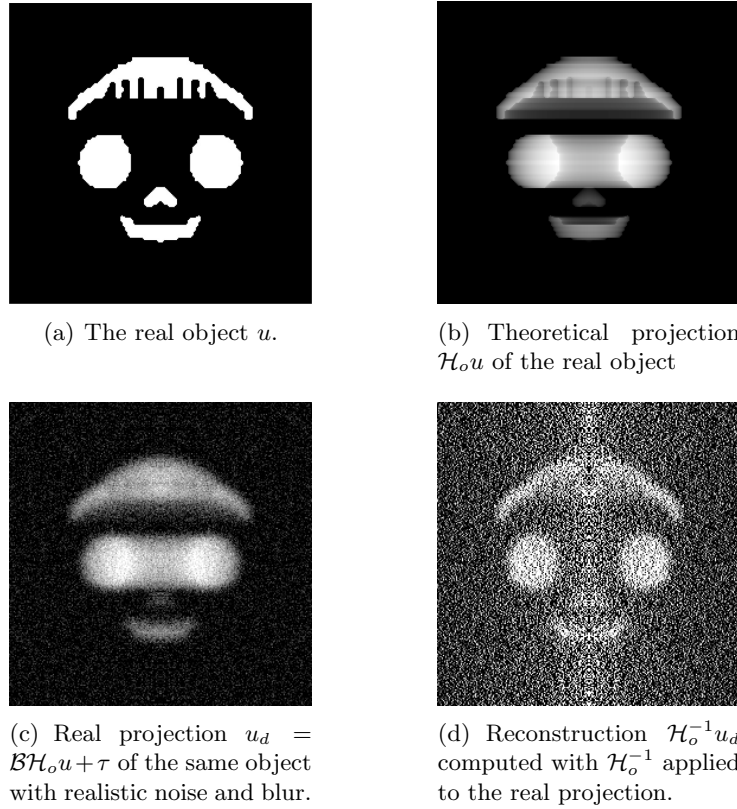 (a) The real object u.
(b) Theoretical projection
ℋₒu of the real object
(c) Real projection u_d =
ℬℋₒu+τ of the same object
with realistic noise and blur.
(d) Reconstruction ℋₒ⁻¹u_d
computed with ℋₒ⁻¹ applied
to the real projection.